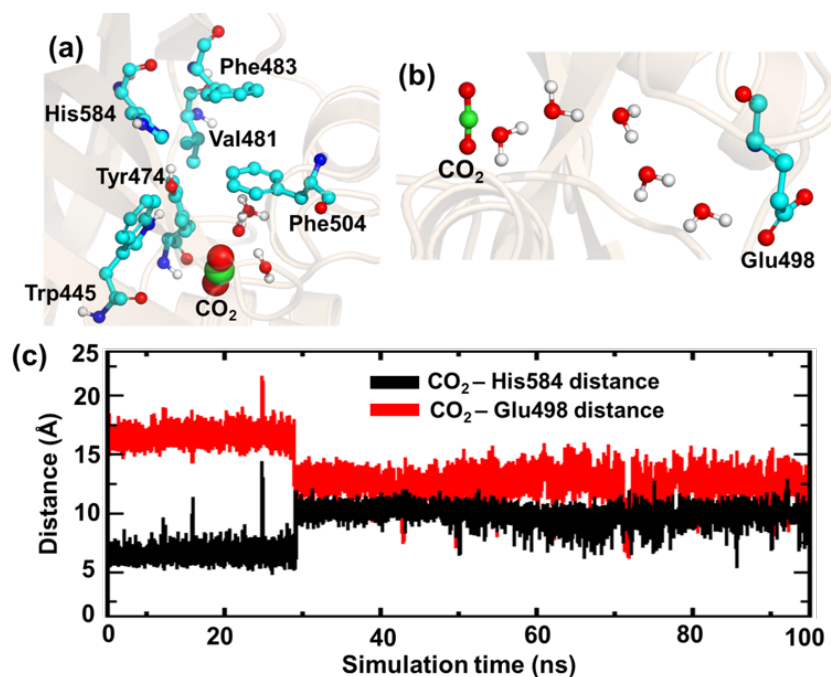 (a)
Phe483
His584
Val481
Tyr474
Phe504
Trp445
CO₂
(b)
CO₂
Glu498
(c)
25
20
15
10
5
0
Distance (Å)
CO₂ – His584 distance
CO₂ – Glu498 distance
0 20 40 60 80 100
Simulation time (ns)